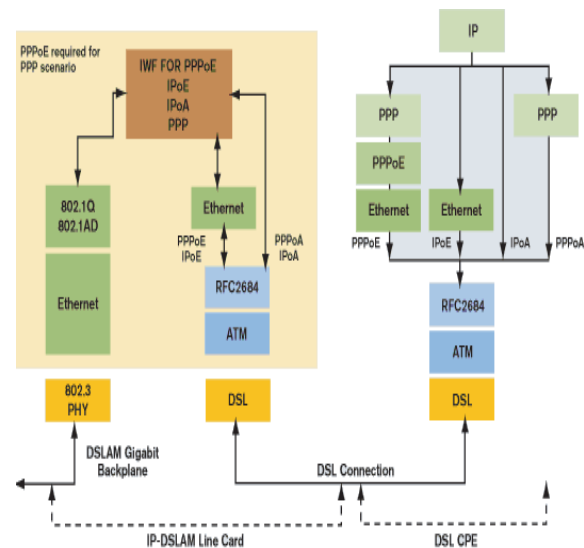 PPPoE required for
PPP scenario
IWF FOR PPPoE
IPoE
IPoA
PPP
802.1Q
802.1AD
Ethernet
Ethernet
PPPoE
IPoE
PPPoA
IPoA
RFC2684
ATM
802.3
PHY
DSL
DSLAM Gigabit
Backplane
DSL Connection
IP-DSLAM Line Card
IP
PPP
PPPoE
Ethernet
Ethernet
PPP
PPPoE
IPoE
IPoA
PPPoA
RFC2684
ATM
DSL
DSL CPE